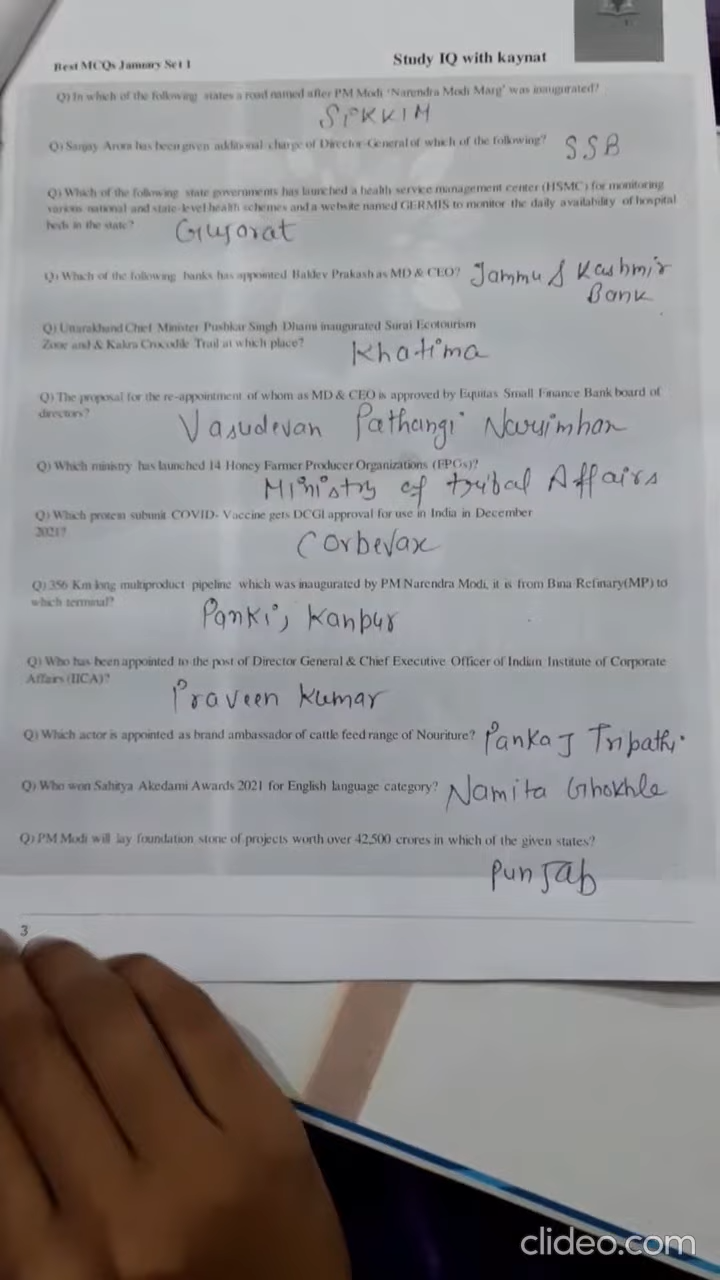 Best MCQs January Set 1
Study IQ with kaynat
Q) In which of the following states a road named after PM Modi ‘Narendra Modi Marg’ was inaugurated?
SIKKIM
Q) Sanjay Arora has been given additional charge of Director-General of which of the following?
SSB
Q) Which of the following state governments has launched a health service management center (HSMC) for monitoring
various national and state-level health schemes and a website named GERMIS to monitor the daily availability of hospital
beds in the state?
Gujarat
Q) Which of the following banks has appointed Baldev Prakash as MD & CEO?
Jammu & Kashmir
Bank
Q) Uttarakhand Chief Minister Pushkar Singh Dhami inaugurated Surai Ecotourism
Zone and & Kakra Crocodile Trail at which place?
Khatima
Q) The proposal for the re-appointment of whom as MD & CEO is approved by Equitas Small Finance Bank board of
directors?
Vasudevan Pathangi Narsimhan
Q) Which ministry has launched 14 Honey Farmer Producer Organizations (FPGs)?
Ministry of tribal Affairs
Q) Which protein subunit COVID- Vaccine gets DCGI approval for use in India in December
2021?
Corbevax
Q) 356 Km long multiproduct pipeline which was inaugurated by PM Narendra Modi, it is from Bina Refinary(MP) to
which terminal?
Panki, Kanpur
Q) Who has been appointed to the post of Director General & Chief Executive Officer of Indian Institute of Corporate
Affairs (IICA)?
Praveen Kumar
Q) Which actor is appointed as brand ambassador of cattle feed range of Nouriture?
Pankaj Tripathi
Q) Who won Sahitya Akedami Awards 2021 for English language category?
Namita Ghokhle
Q) PM Modi will lay foundation stone of projects worth over 42,500 crores in which of the given states?
Punjab
3
clideo.com